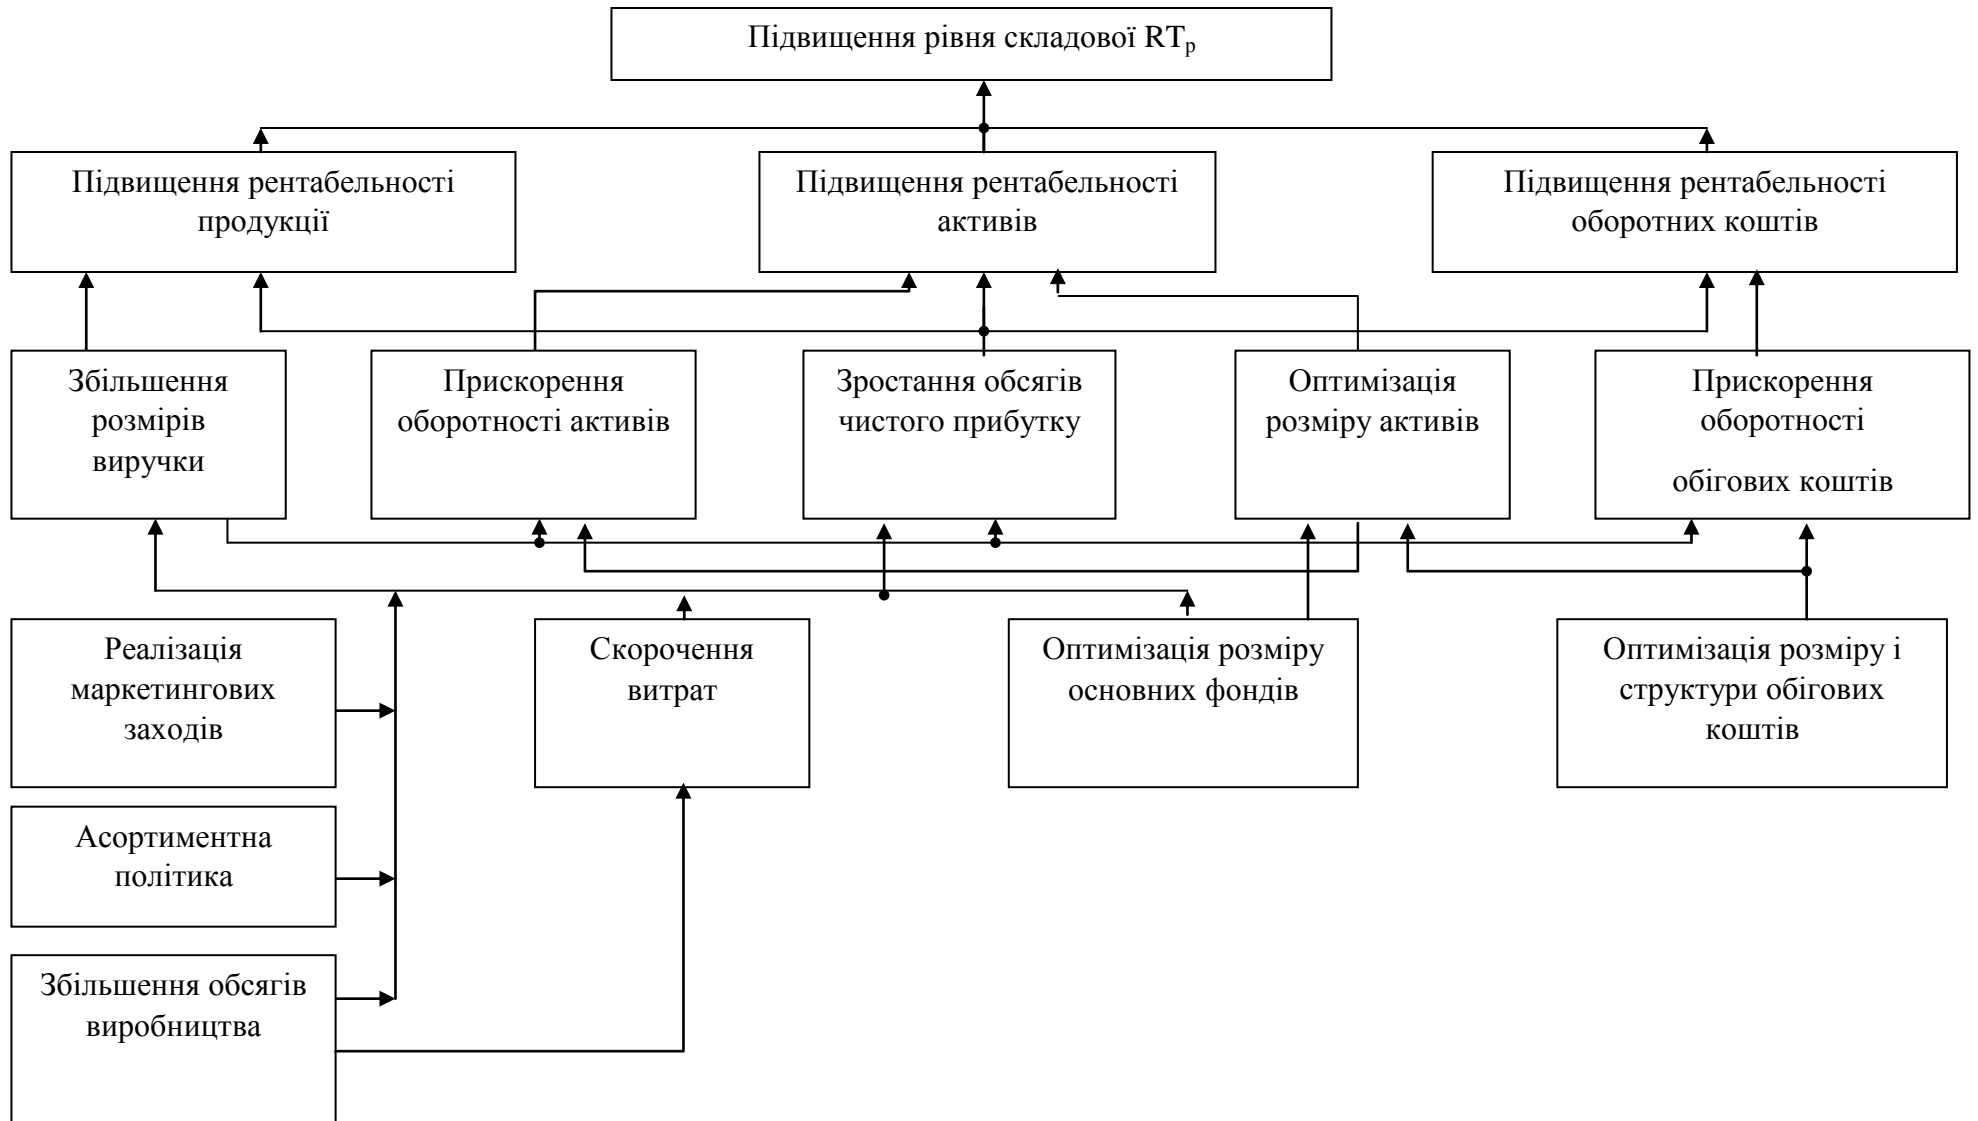 Підвищення рівня складової RTр
Підвищення рентабельності
продукції
Підвищення рентабельності
активів
Підвищення рентабельності
оборотних коштів
Збільшення
розмірів
виручки
Прискорення
оборотності активів
Зростання обсягів
чистого прибутку
Оптимізація
розміру активів
Прискорення
оборотності
обігових коштів
Реалізація
маркетингових
заходів
Скорочення
витрат
Оптимізація розміру
основних фондів
Оптимізація розміру і
структури обігових
коштів
Асортиментна
політика
Збільшення обсягів
виробництва